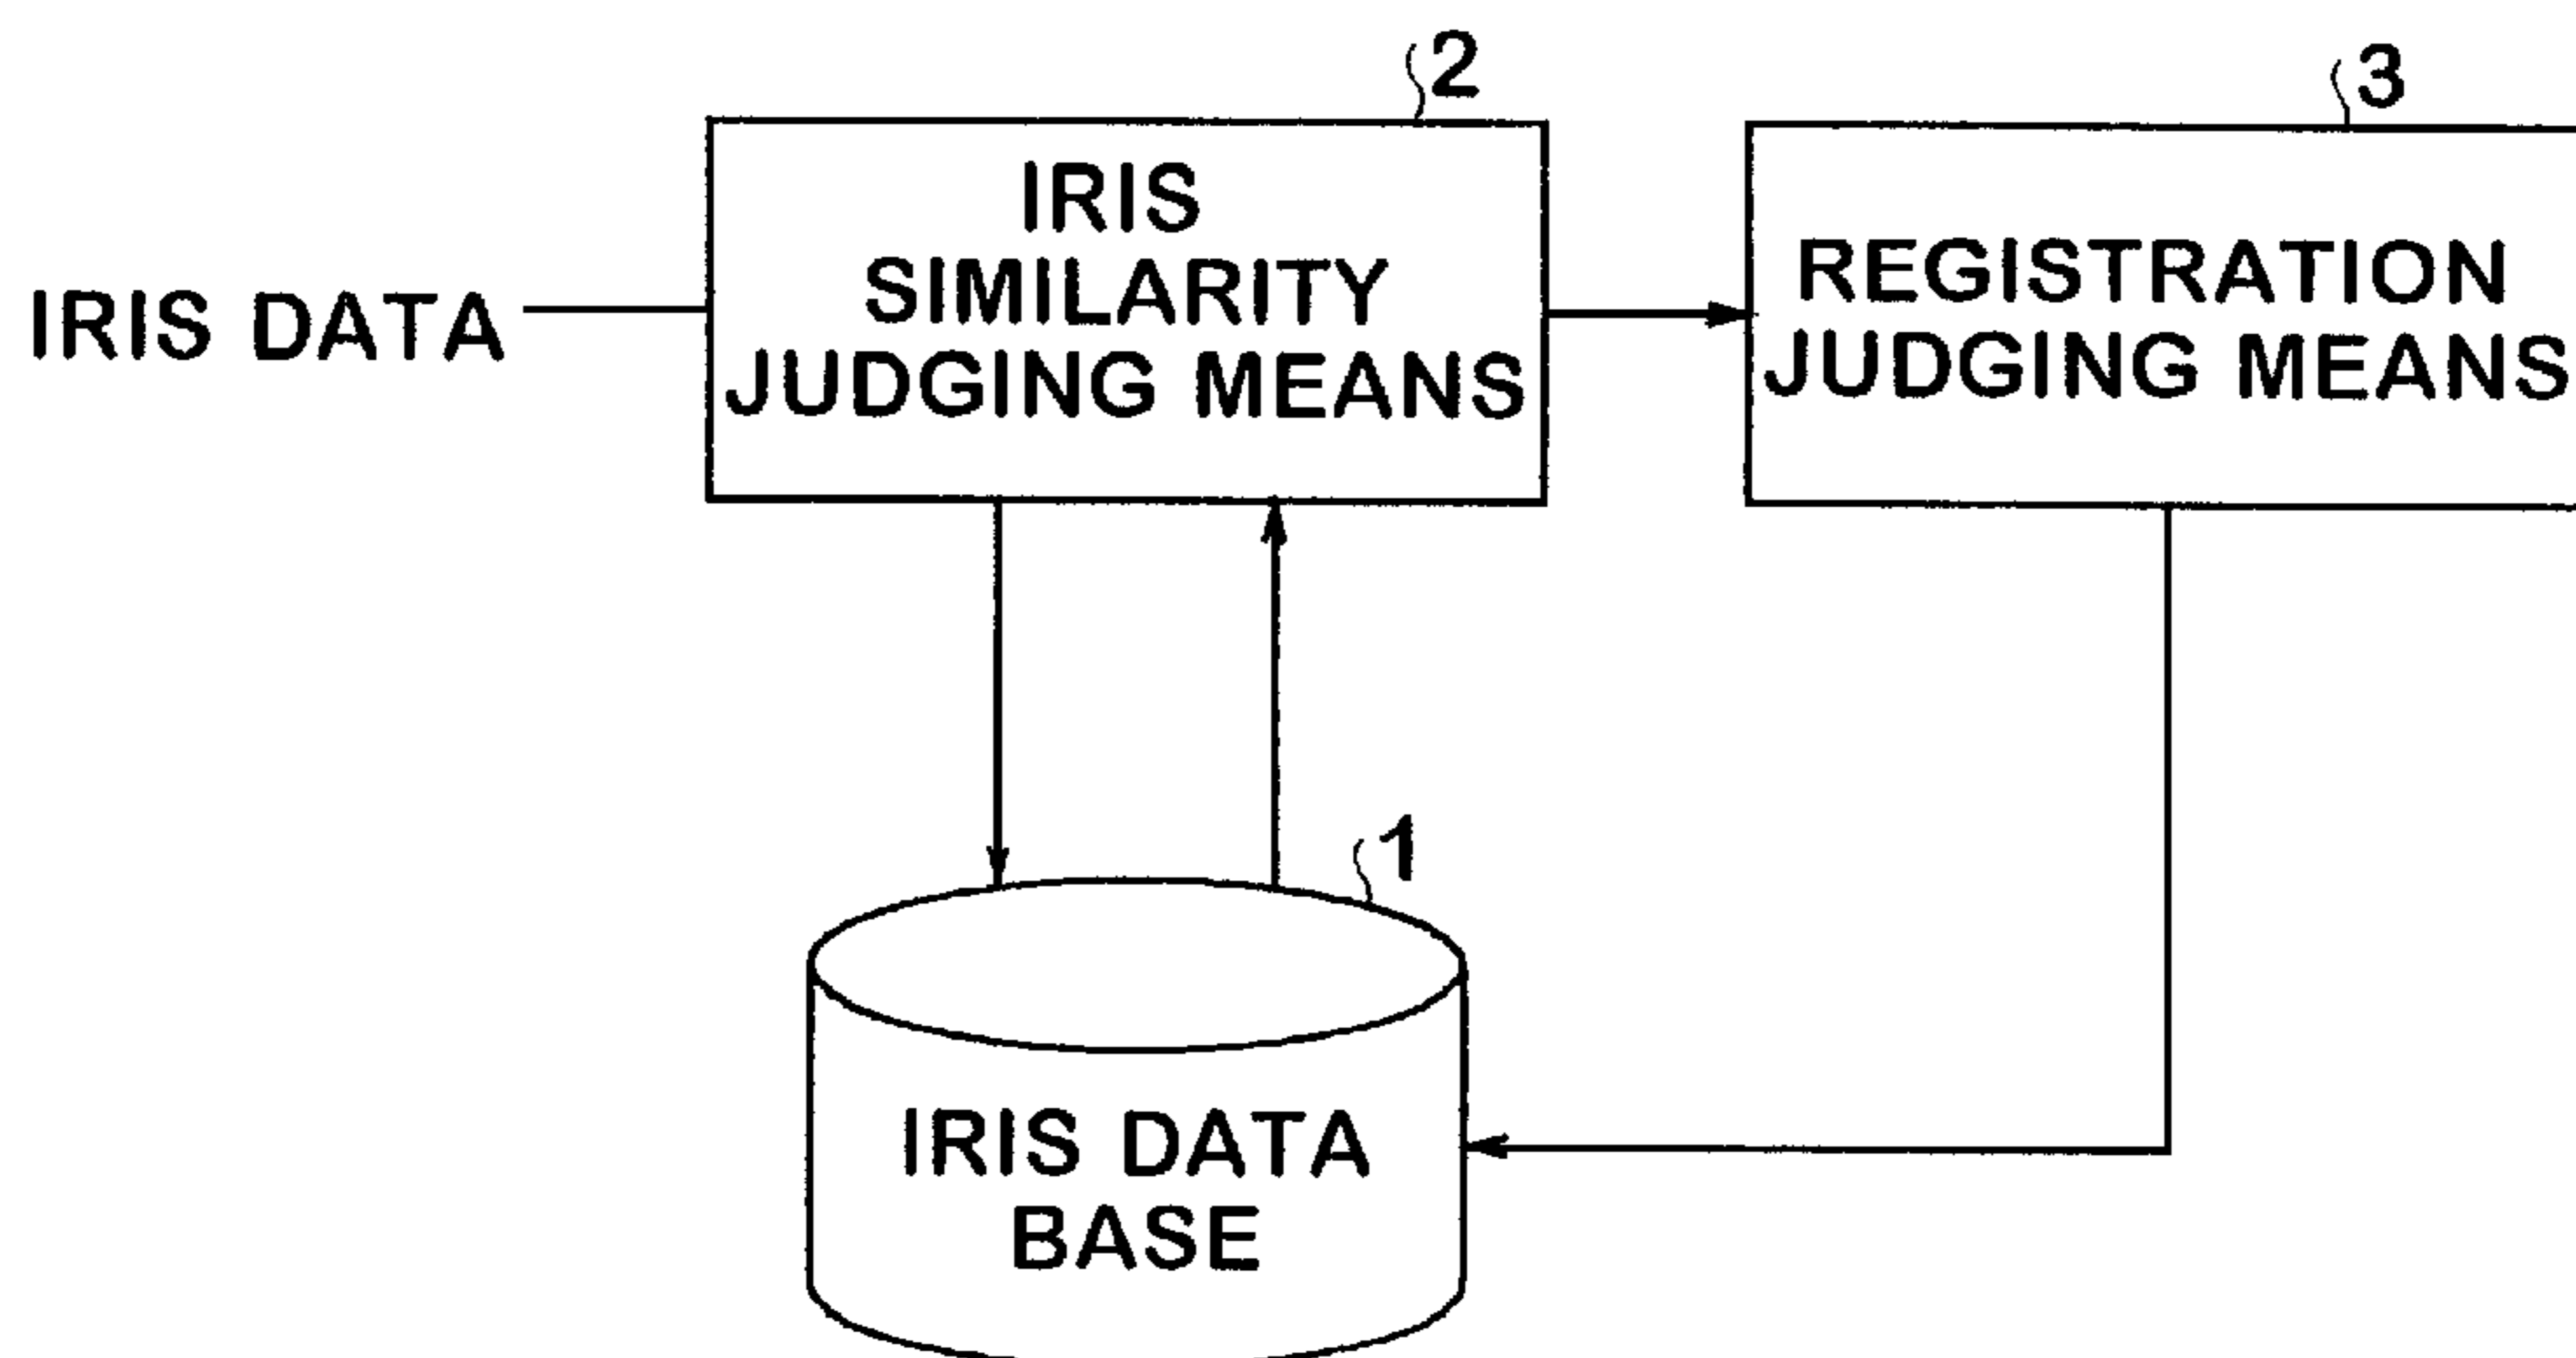 2
3
IRIS
SIMILARITY
JUDGING MEANS
REGISTRATION
JUDGING MEANS
IRIS DATA
1
IRIS DATA
BASE